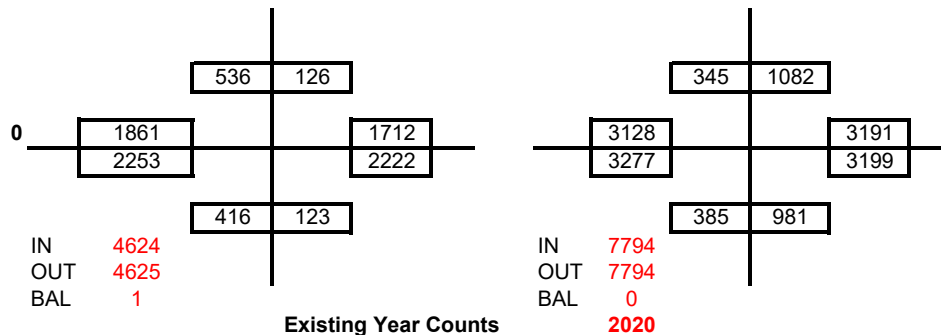 536 126 345 1082
0 1861 1712 3128 3191
2253 2222 3277 3199
416 123 385 981
IN 4624 IN 7794
OUT 4625 OUT 7794
BAL 1 BAL 0
Existing Year Counts 2020